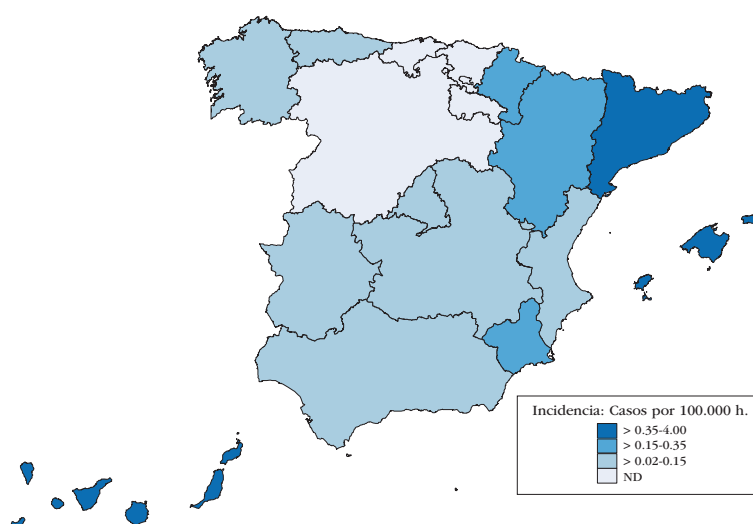 Incidencia: Casos por 100.000 h.
> 0.35-4.00
> 0.15-0.35
> 0.02-0.15
ND